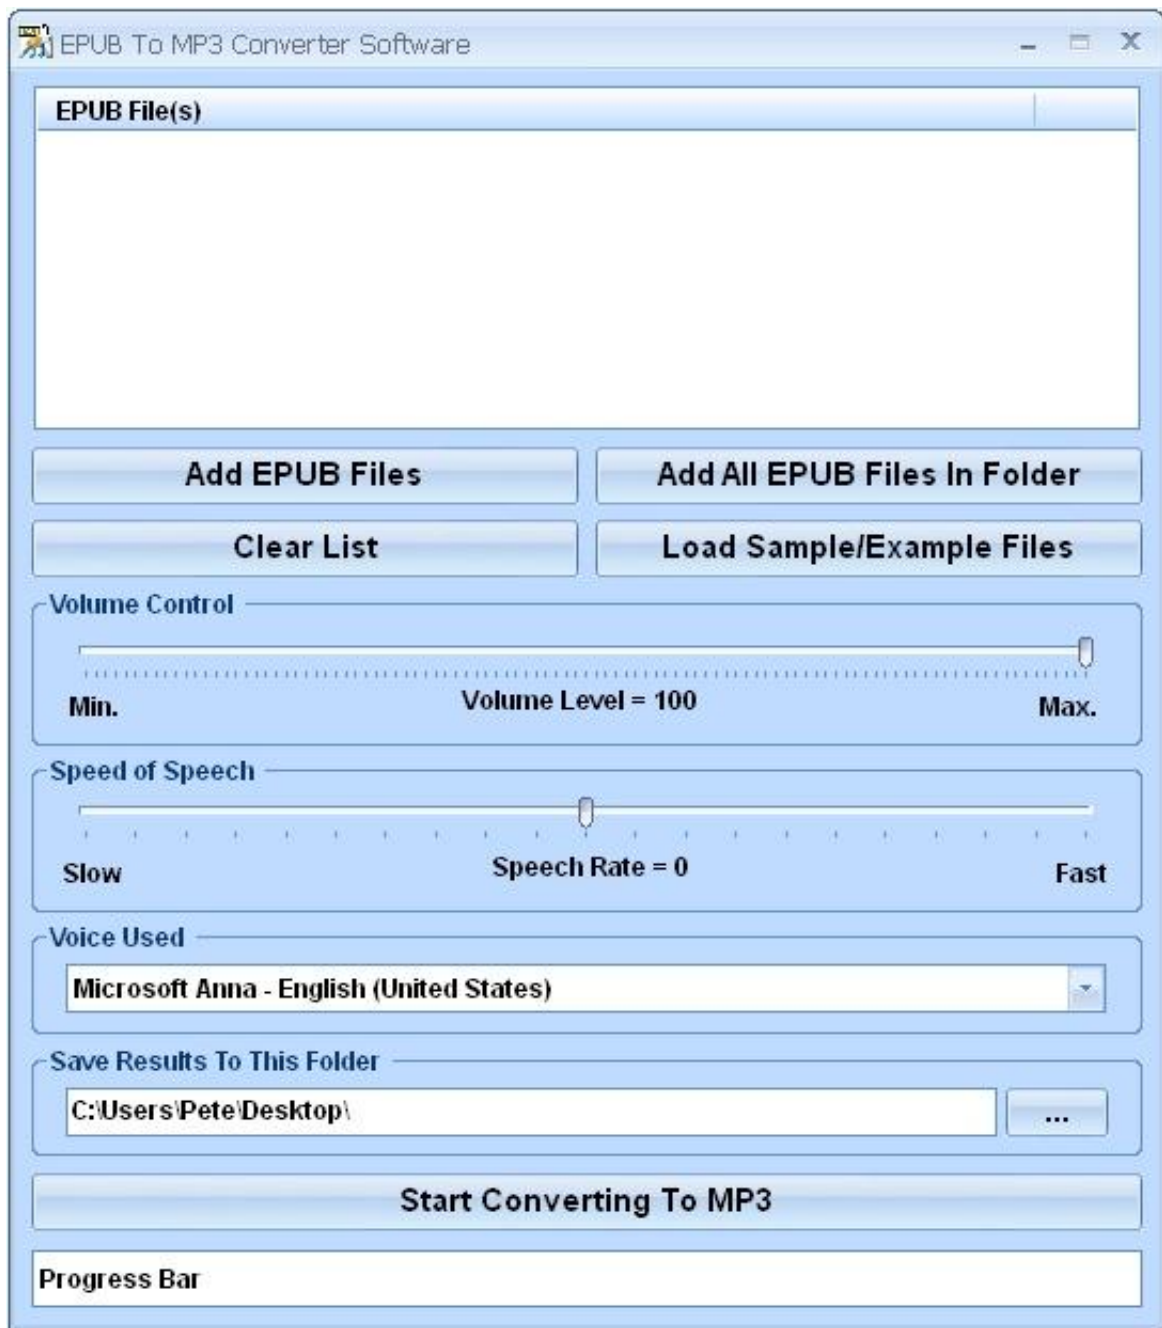 EPUB To MP3 Converter Software
EPUB File(s)
Add EPUB Files
Add All EPUB Files In Folder
Clear List
Load Sample/Example Files
Volume Control
Min.
Volume Level = 100
Max.
Speed of Speech
Slow
Speech Rate = 0
Fast
Voice Used
Microsoft Anna - English (United States)
Save Results To This Folder
C:\Users\Pete\Desktop\
...
Start Converting To MP3
Progress Bar